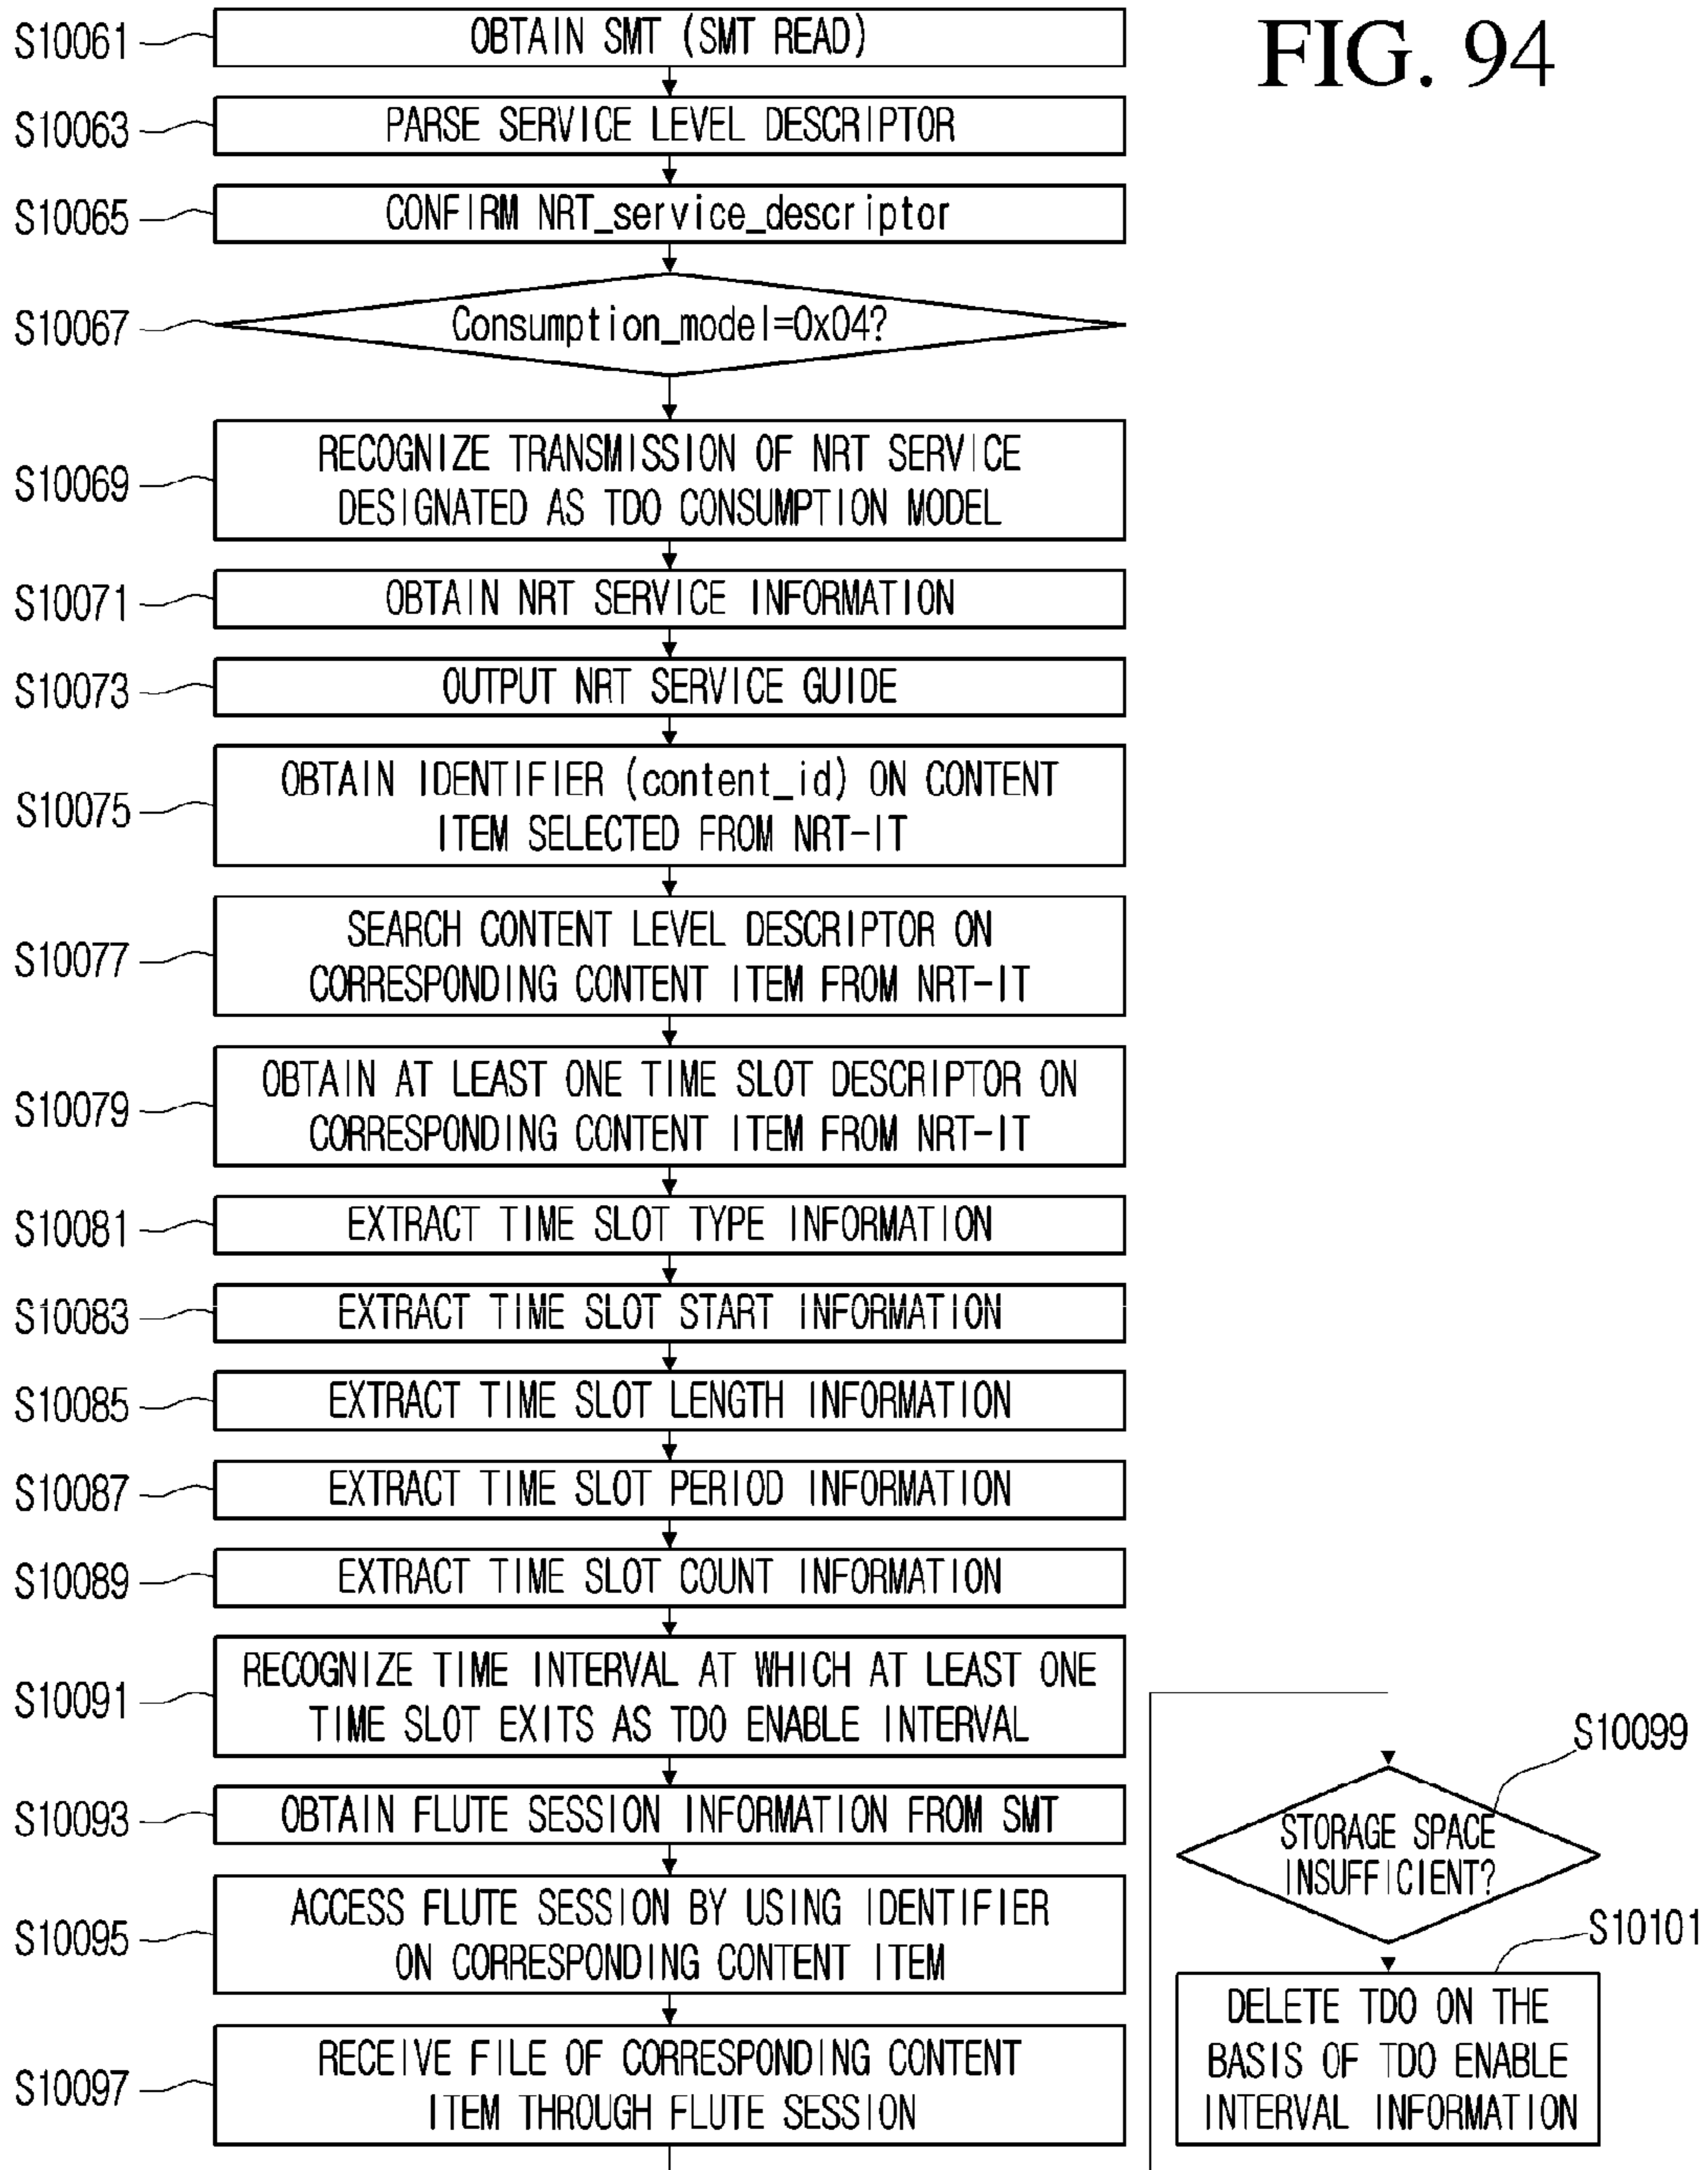 FIG. 94
S10061
OBTAIN SMT (SMT READ)
S10063
PARSE SERVICE LEVEL DESCRIPTOR
S10065
CONFIRM NRT_service_descriptor
S10067
Consumption_model=0x04?
S10069
RECOGNIZE TRANSMISSION OF NRT SERVICE
DESIGNATED AS TDO CONSUMPTION MODEL
S10071
OBTAIN NRT SERVICE INFORMATION
S10073
OUTPUT NRT SERVICE GUIDE
S10075
OBTAIN IDENTIFIER (content_id) ON CONTENT
ITEM SELECTED FROM NRT-IT
S10077
SEARCH CONTENT LEVEL DESCRIPTOR ON
CORRESPONDING CONTENT ITEM FROM NRT-IT
S10079
OBTAIN AT LEAST ONE TIME SLOT DESCRIPTOR ON
CORRESPONDING CONTENT ITEM FROM NRT-IT
S10081
EXTRACT TIME SLOT TYPE INFORMATION
S10083
EXTRACT TIME SLOT START INFORMATION
S10085
EXTRACT TIME SLOT LENGTH INFORMATION
S10087
EXTRACT TIME SLOT PERIOD INFORMATION
S10089
EXTRACT TIME SLOT COUNT INFORMATION
S10091
RECOGNIZE TIME INTERVAL AT WHICH AT LEAST ONE
TIME SLOT EXITS AS TDO ENABLE INTERVAL
S10093
OBTAIN FLUTE SESSION INFORMATION FROM SMT
S10095
ACCESS FLUTE SESSION BY USING IDENTIFIER
ON CORRESPONDING CONTENT ITEM
S10097
RECEIVE FILE OF CORRESPONDING CONTENT
ITEM THROUGH FLUTE SESSION
S10099
STORAGE SPACE
INSUFFICIENT?
S10101
DELETE TDO ON THE
BASIS OF TDO ENABLE
INTERVAL INFORMATION